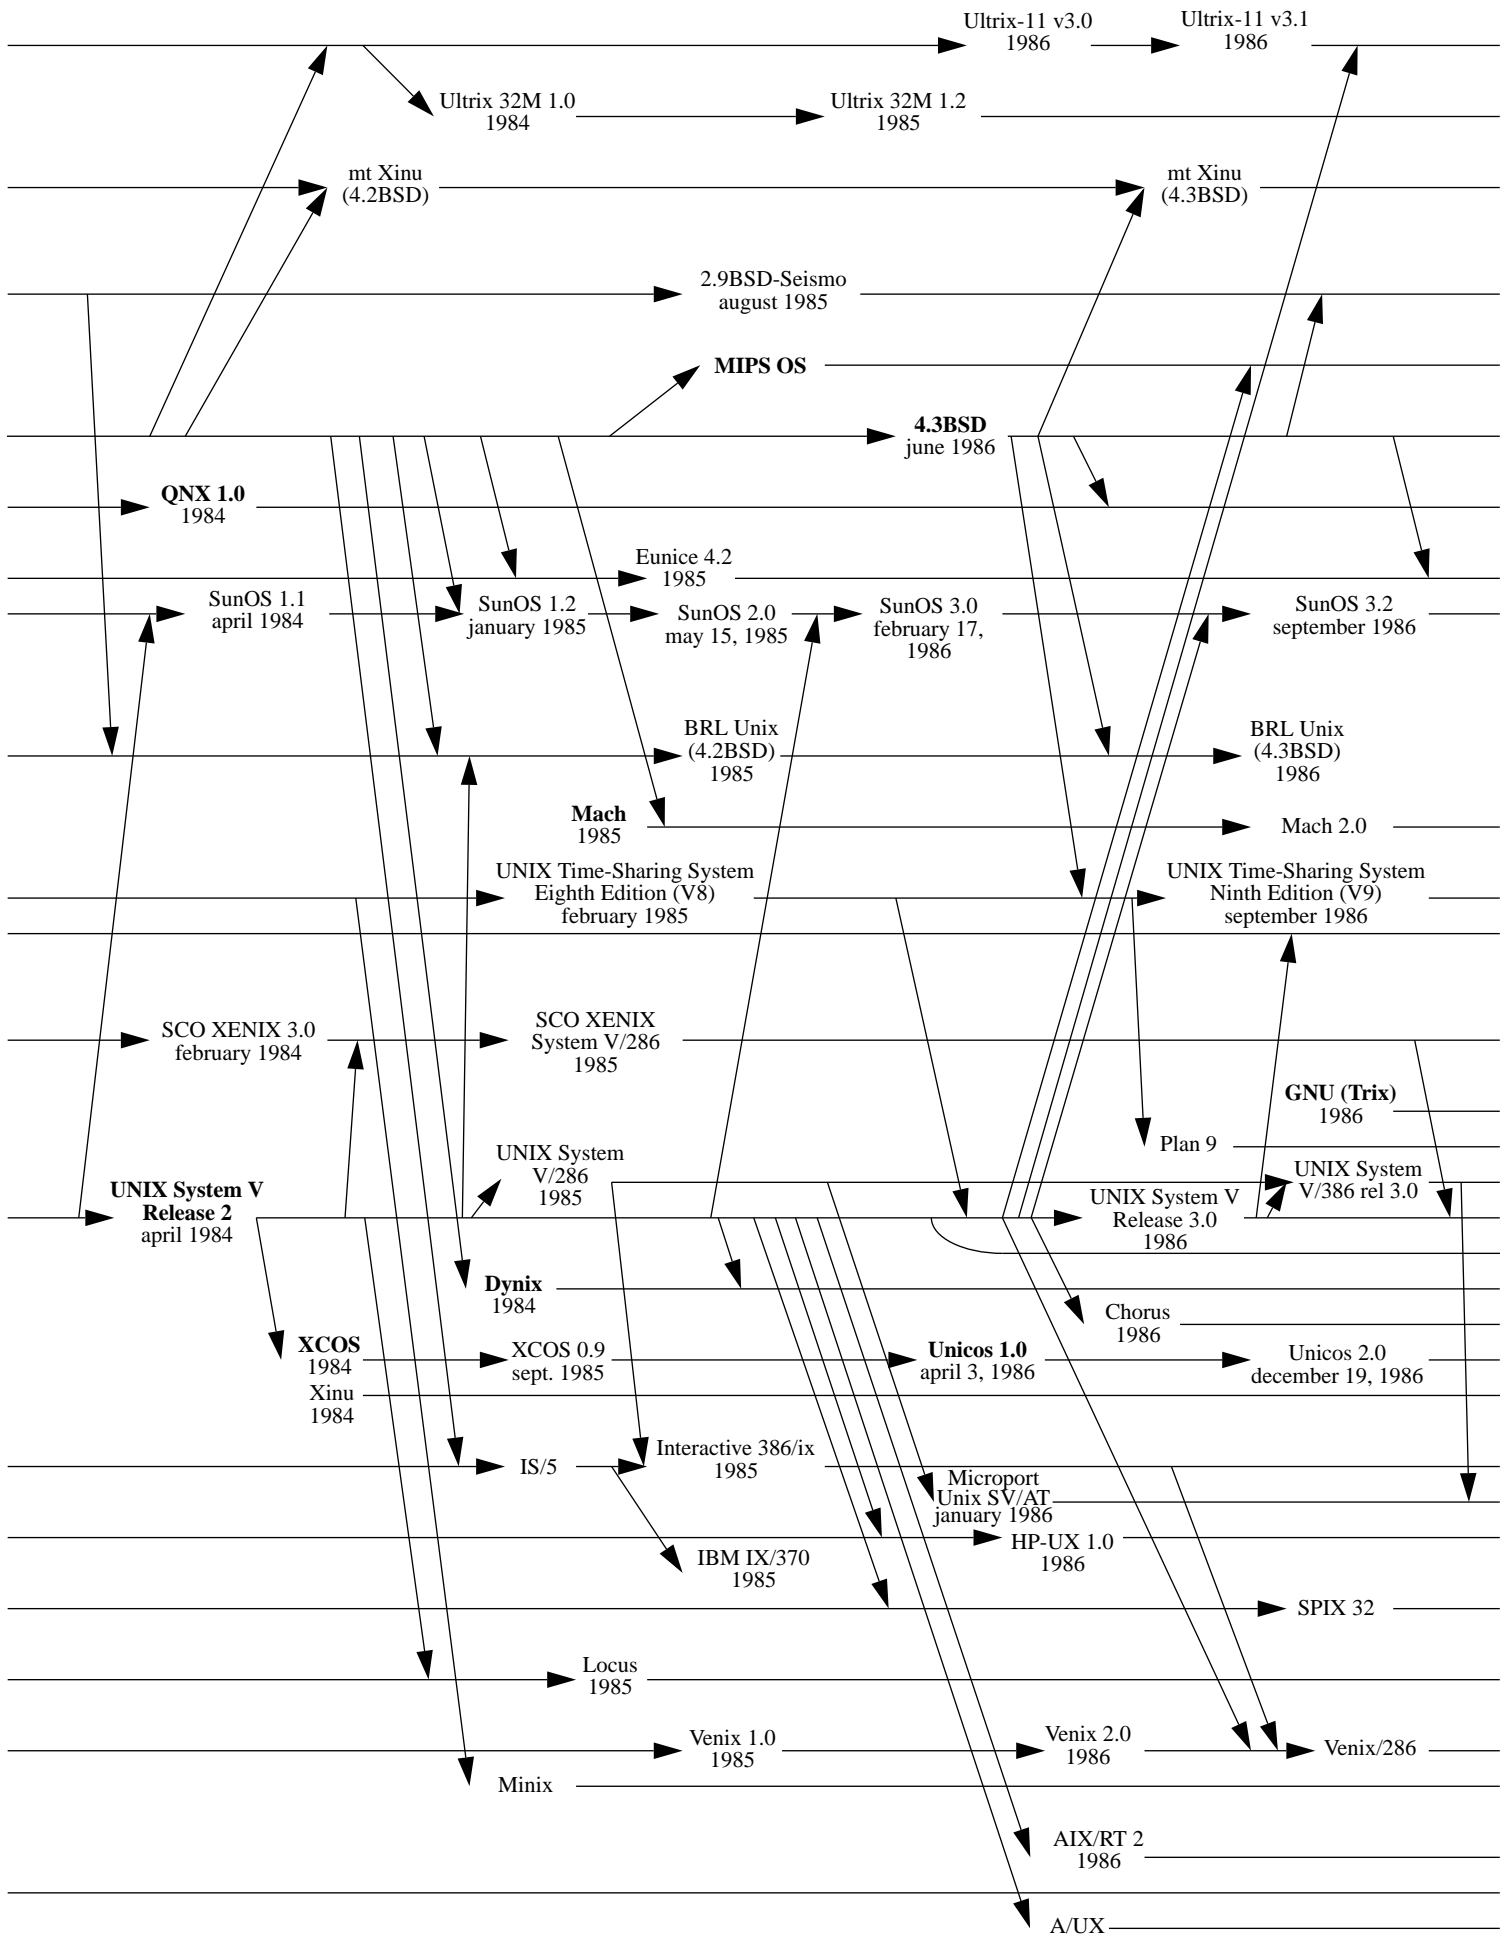 Ultrix-11 v3.0
1986
Ultrix-11 v3.1
1986
Ultrix 32M 1.0
1984
Ultrix 32M 1.2
1985
mt Xinu
(4.2BSD)
mt Xinu
(4.3BSD)
2.9BSD-Seismo
august 1985
MIPS OS
4.3BSD
june 1986
QNX 1.0
1984
Eunice 4.2
1985
SunOS 1.1
april 1984
SunOS 1.2
january 1985
SunOS 2.0
may 15, 1985
SunOS 3.0
february 17,
1986
SunOS 3.2
september 1986
BRL Unix
(4.2BSD)
1985
BRL Unix
(4.3BSD)
1986
Mach
1985
Mach 2.0
UNIX Time-Sharing System
Eighth Edition (V8)
february 1985
UNIX Time-Sharing System
Ninth Edition (V9)
september 1986
SCO XENIX 3.0
february 1984
SCO XENIX
System V/286
1985
GNU (Trix)
1986
Plan 9
UNIX System
V/286
1985
UNIX System
V/386 rel 3.0
UNIX System V
Release 2
april 1984
UNIX System V
Release 3.0
1986
Dynix
1984
Chorus
1986
XCOS
1984
XCOS 0.9
sept. 1985
Unicos 1.0
april 3, 1986
Unicos 2.0
december 19, 1986
Xinu
1984
IS/5
Interactive 386/ix
1985
Microport
Unix SV/AT
january 1986
HP-UX 1.0
1986
IBM IX/370
1985
SPIX 32
Locus
1985
Venix 1.0
1985
Venix 2.0
1986
Venix/286
Minix
AIX/RT 2
1986
A/UX